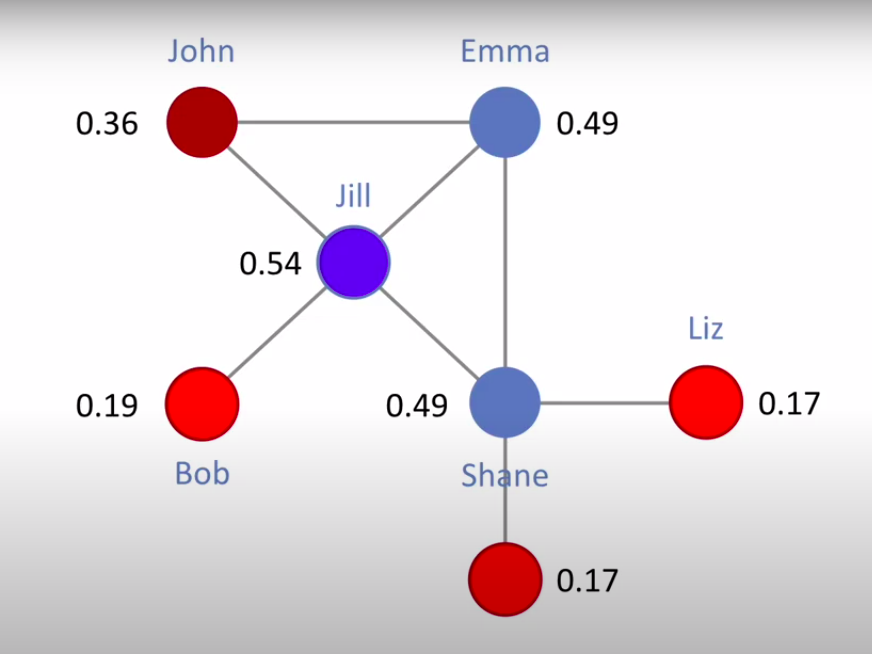 John
Emma
0.36
0.49
Jill
0.54
Liz
0.19
0.49
0.17
Bob
Shane
0.17